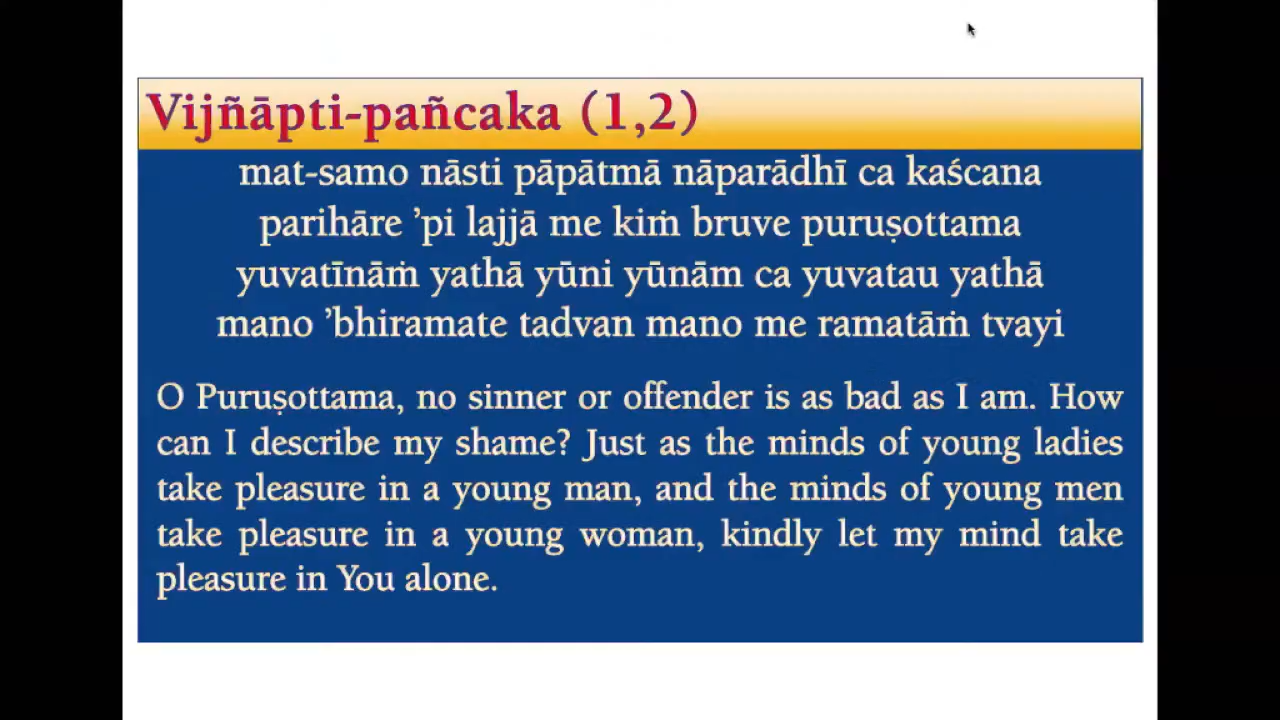 Vijñāpti-pañcaka (1,2)
mat-samo nāsti pāpātmā nāparādhī ca kaścana
parihāre ’pi lajjā me kiṁ bruve puruṣottama
yuvatīnāṁ yathā yūni yūnām ca yuvatau yathā
mano ’bhiramate tadvan mano me ramatāṁ tvayi
O Puruṣottama, no sinner or offender is as bad as I am. How
can I describe my shame? Just as the minds of young ladies
take pleasure in a young man, and the minds of young men
take pleasure in a young woman, kindly let my mind take
pleasure in You alone.